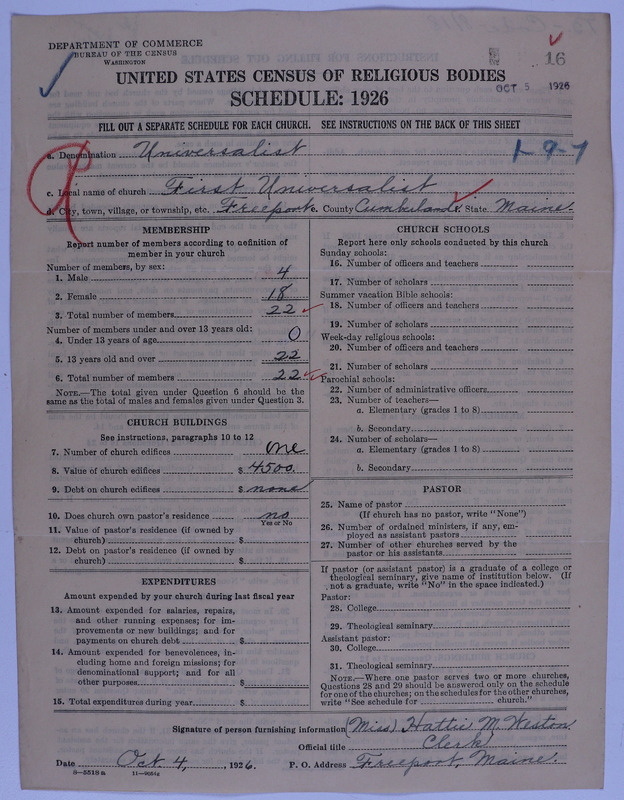 DEPARTMENT OF COMMERCE
BUREAU OF THE CENSUS
WASHINGTON
16
OCT 5 1926
UNITED STATES CENSUS OF RELIGIOUS BODIES
SCHEDULE: 1926
FILL OUT A SEPARATE SCHEDULE FOR EACH CHURCH. SEE INSTRUCTIONS ON THE BACK OF THIS SHEET
a. Denomination Universalist 1-9-7
c. Local name of church First Universalist
d. City, town, village, or township, etc. Freeport e. County Cumberland f. State Maine.
MEMBERSHIP
Report number of members according to definition of
member in your church
Number of members, by sex:
1. Male 4
2. Female 18
3. Total number of members 22
Number of members under and over 13 years old:
4. Under 13 years of age 0
5. 13 years old and over 22
6. Total number of members 22
NOTE.—The total given under Question 6 should be
same as the total of males and females given under Question 3.
CHURCH BUILDINGS
See instructions, paragraphs 10 to 12
7. Number of church edifices one
8. Value of church edifices $ 4500.
9. Debt on church edifices $ none
10. Does church own pastor's residence no
Yes or No
11. Value of pastor's residence (if owned by
church) $
12. Debt on pastor's residence (if owned by
church) $
EXPENDITURES
Amount expended by your church during last fiscal year
13. Amount expended for salaries, repairs,
and other running expenses; for im-
provements or new buildings; and for
payments on church debt $
14. Amount expended for benevolences, in-
cluding home and foreign missions; for
denominational support; and for all
other purposes $
15. Total expenditures during year $
CHURCH SCHOOLS
Report here only schools conducted by this church
Sunday schools:
16. Number of officers and teachers
17. Number of scholars
Summer vacation Bible schools:
18. Number of officers and teachers
19. Number of scholars
Week-day religious schools:
20. Number of officers and teachers
21. Number of scholars
Parochial schools:
22. Number of administrative officers
23. Number of teachers—
a. Elementary (grades 1 to 8)
b. Secondary
24. Number of scholars—
a. Elementary (grades 1 to 8)
b. Secondary
PASTOR
25. Name of pastor
(If church has no pastor, write "None")
26. Number of ordained ministers, if any, em-
ployed as assistant pastors
27. Number of other churches served by the
pastor or his assistants
If pastor (or assistant pastor) is a graduate of a college or
theological seminary, give name of institution below. (If
not a graduate, write "No" in the space indicated.)
Pastor:
28. College
29. Theological seminary
Assistant pastor:
30. College
31. Theological seminary
NOTE.—Where one pastor serves two or more churches,
Questions 28 and 29 should be answered only on the schedule
for one of the churches; on the schedules for the other churches,
write "See schedule for church."
Signature of person furnishing information (Miss) Hattie M. Weston
Official title Clerk
Date Oct 4, 1926. P. O. Address Freeport, Maine.